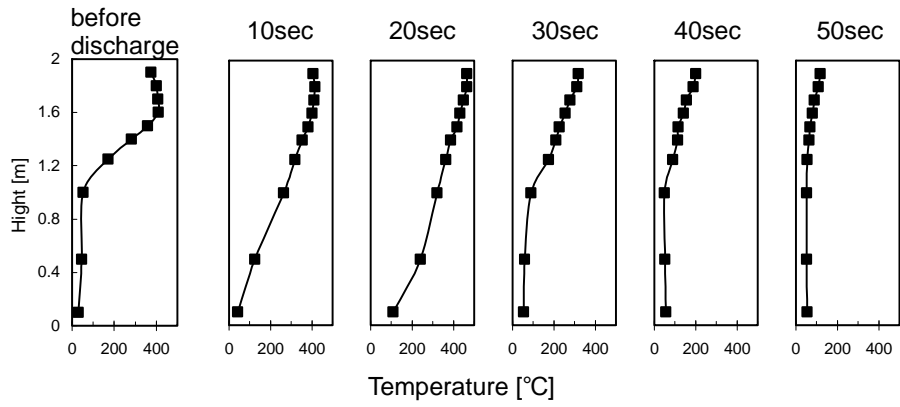 before
discharge
10sec
20sec
30sec
40sec
50sec
2
1.6
1.2
0.8
0.4
0
Hight [m]
0 200 400
0 200 400
0 200 400
0 200 400
0 200 400
0 200 400
Temperature [°C]